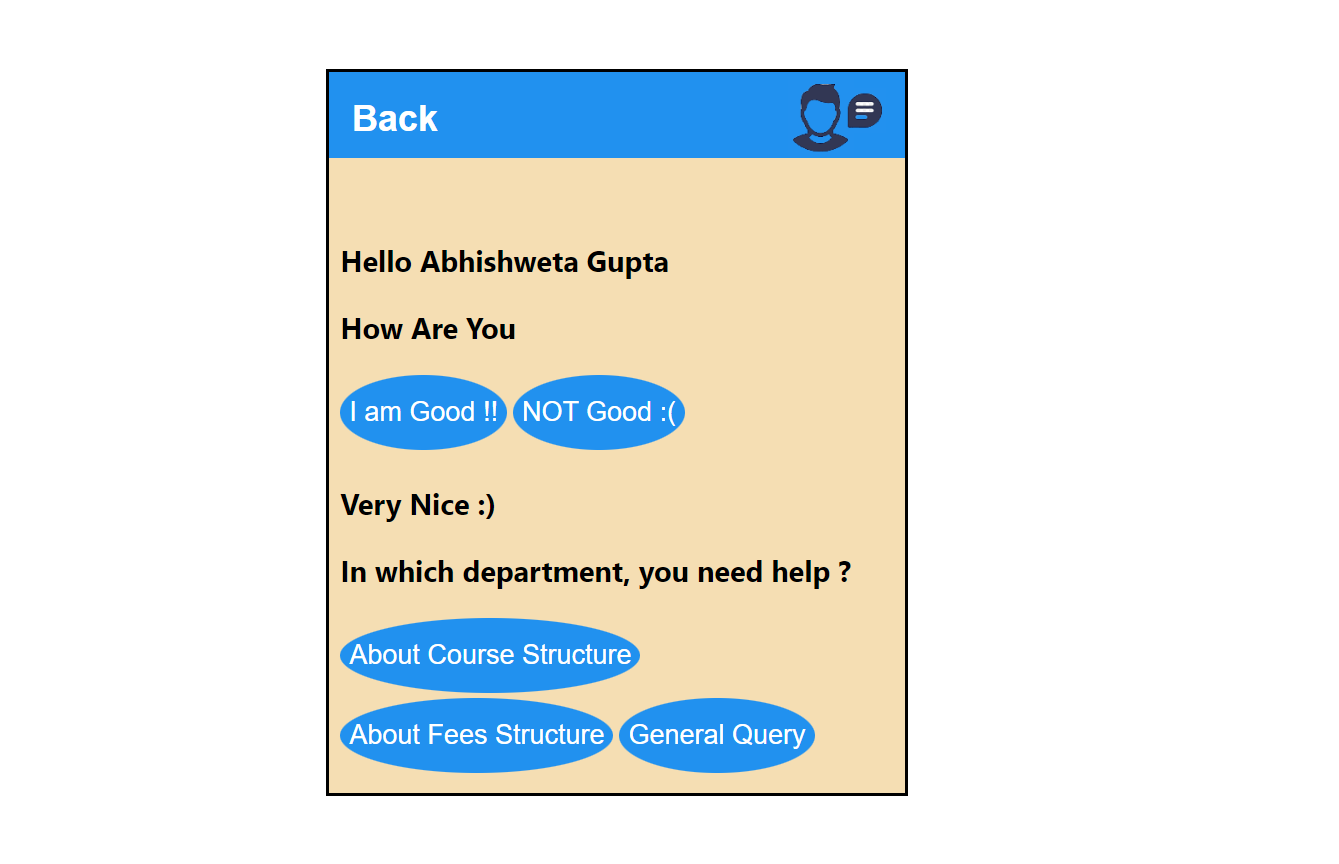 Back
Hello Abhishweta Gupta
How Are You
I am Good !! NOT Good :(
Very Nice :)
In which department, you need help ?
About Course Structure
About Fees Structure General Query